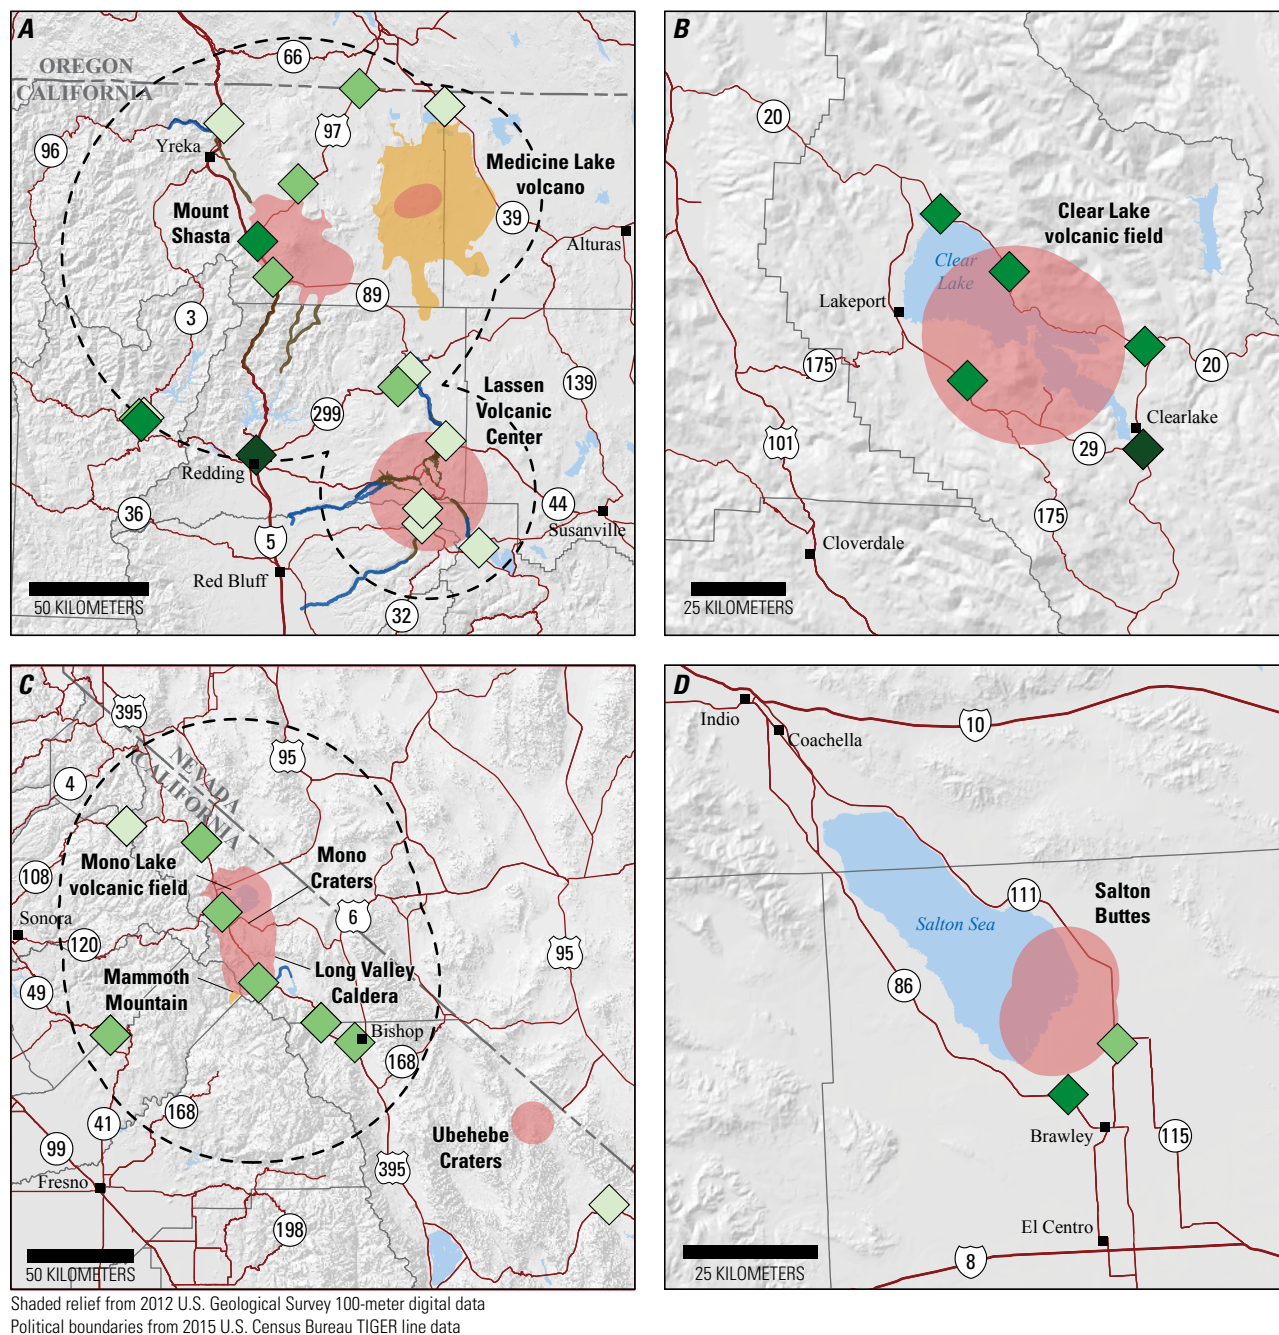 A
66
OREGON
CALIFORNIA
97
96
Yreka
Medicine Lake
volcano
Mount
Shasta
39
Alturas
89
3
139
Lassen
Volcanic
Center
299
Redding
36
44
Susanville
5
Red Bluff
32
50 KILOMETERS
B
20
Clear Lake
volcanic field
Clear
Lake
Lakeport
175
20
Clearlake
101
29
175
Cloverdale
25 KILOMETERS
C
395
NEVADA
CALIFORNIA
95
4
Mono Lake
volcanic field
Mono
Craters
108
Sonora
6
120
95
Mammoth
Mountain
Long Valley
Caldera
49
Bishop
168
168
41
99
Ubehebe
Craters
395
Fresno
198
50 KILOMETERS
D
Indio
10
Coachella
111
Salton
Buttes
Salton Sea
86
Brawley
115
El Centro
8
25 KILOMETERS
Shaded relief from 2012 U.S. Geological Survey 100-meter digital data
Political boundaries from 2015 U.S. Census Bureau TIGER line data